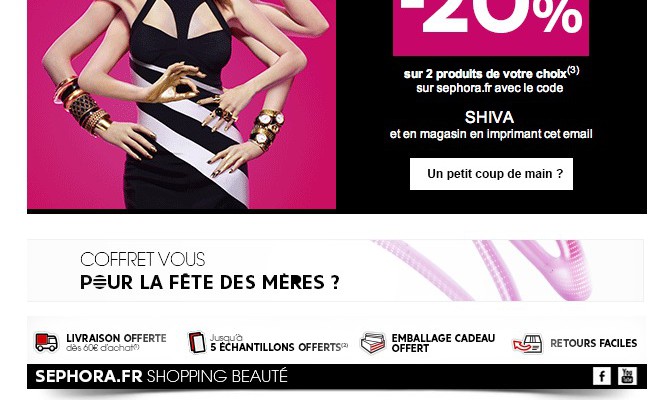 -20%
sur 2 produits de votre choix(3)
sur sephora.fr avec le code
SHIVA
et en magasin en imprimant cet email
Un petit coup de main ?
COFFRET VOUS
POUR LA FÊTE DES MÈRES ?
LIVRAISON OFFERTE
dès 60€ d'achat(1)
Jusqu'à
5 ÉCHANTILLONS OFFERTS(2)
EMBALLAGE CADEAU
OFFERT
RETOURS FACILES
SEPHORA.FR SHOPPING BEAUTÉ
f
You Tube